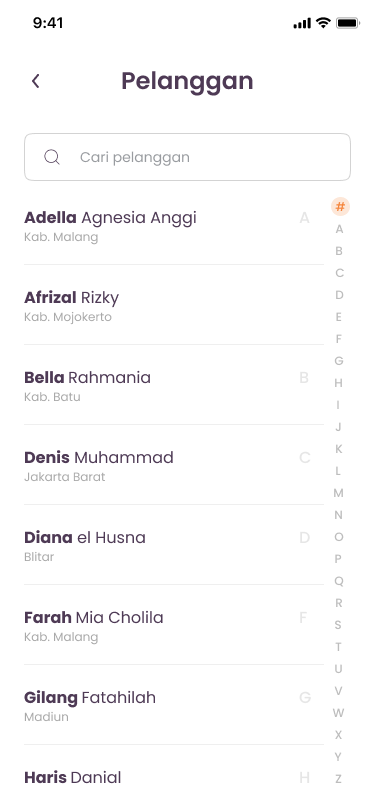 9:41
Pelanggan
Cari pelanggan
#
Adella Agnesia Anggi A
Kab. Malang
Afrizal Rizky
Kab. Mojokerto
Bella Rahmania B
Kab. Batu
Denis Muhammad C
Jakarta Barat
Diana el Husna D
Blitar
Farah Mia Cholila F
Kab. Malang
Gilang Fatahilah G
Madiun
Haris Danial H
A
B
C
D
E
F
G
H
I
J
K
L
M
N
O
P
Q
R
S
T
U
V
W
X
Y
Z